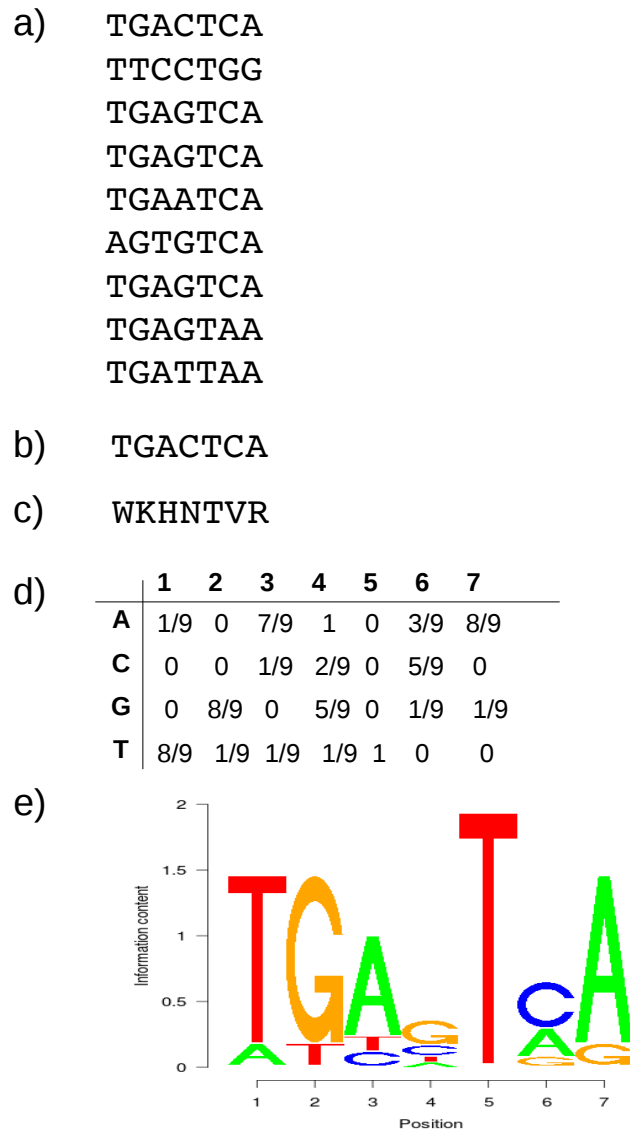 a) TGACTCA
TTCCTGG
TGAGTCA
TGAGTCA
TGAATCA
AGTGTCA
TGAGTCA
TGAGTAA
TGATTAA
b) TGACTCA
c) WKHNTVR
d) 1 2 3 4 5 6 7
A 1/9 0 7/9 1 0 3/9 8/9
C 0 0 1/9 2/9 0 5/9 0
G 0 8/9 0 5/9 0 1/9 1/9
T 8/9 1/9 1/9 1/9 1 0 0
e)
Information content
2
1.5
1
0.5
0
T G A G T C A
A T T C A G
C T G
A
1 2 3 4 5 6 7
Position